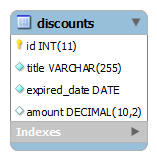 discounts
id INT(11)
title VARCHAR(255)
expired_date DATE
amount DECIMAL(10,2)
Indexes